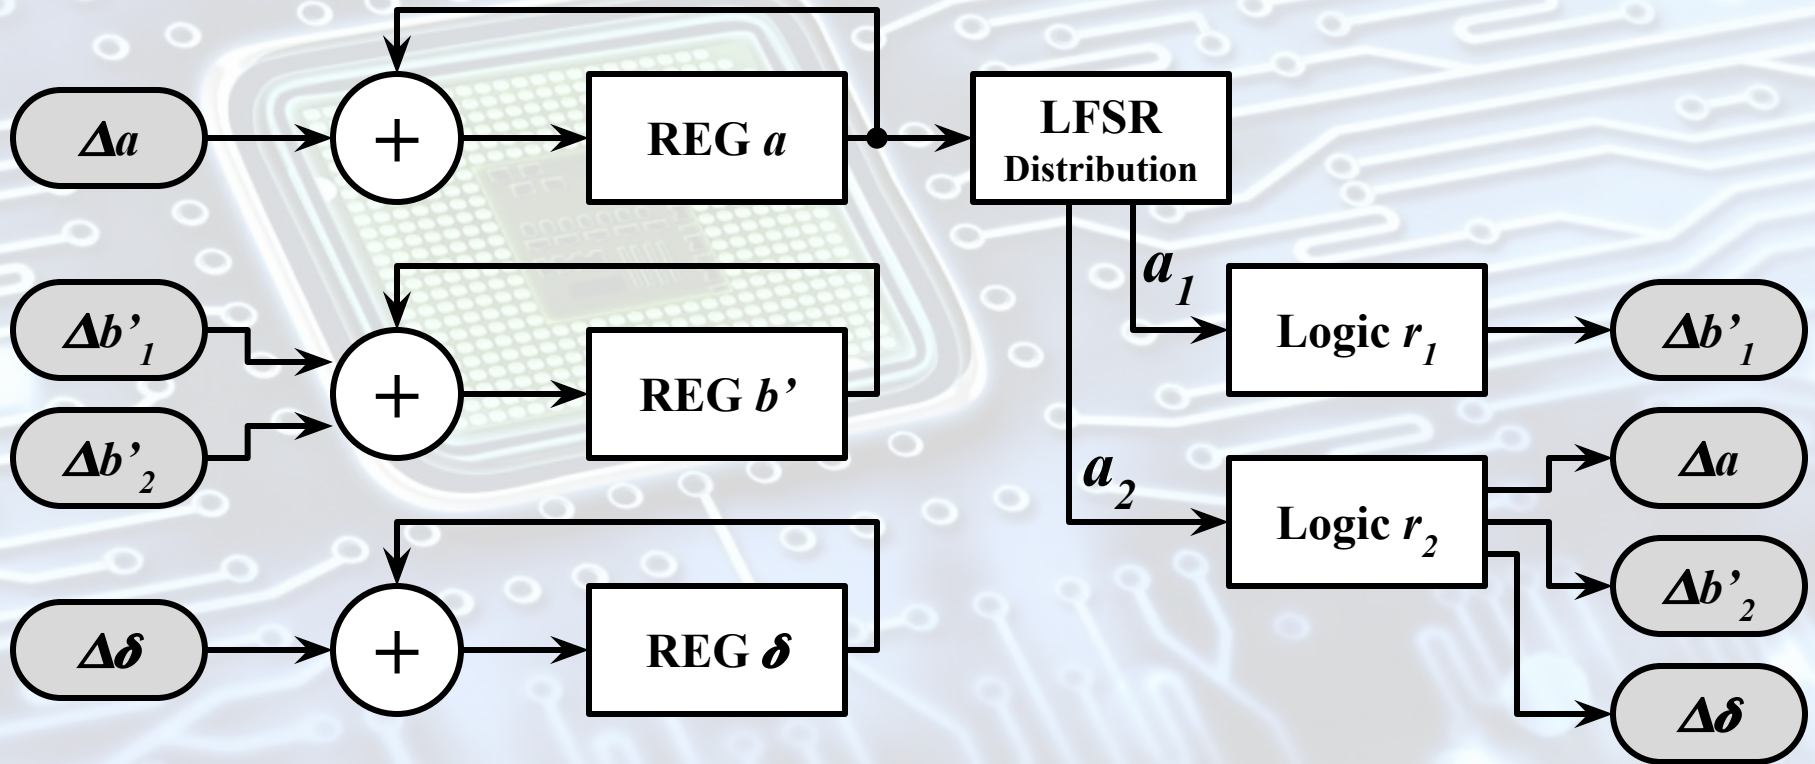 Δa
+
REG a
LFSR
Distribution
a1
Δb’1
Δb’2
+
REG b’
Logic r1
Δb’1
a2
Logic r2
Δa
Δb’2
Δδ
+
REG δ
Δδ